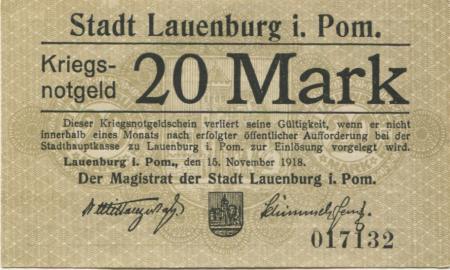 Stadt Lauenburg i. Pom.
Kriegs-
notgeld
20 Mark
Dieser Kriegsnotgeldschein verliert seine Gültigkeit, wenn er nicht
innerhalb eines Monats nach erfolgter öffentlicher Aufforderung bei der
Stadthauptkasse zu Lauenburg i. Pom. zur Einlösung vorgelegt wird.
Lauenburg i. Pom., den 15. November 1918.
Der Magistrat der Stadt Lauenburg i. Pom.
017132